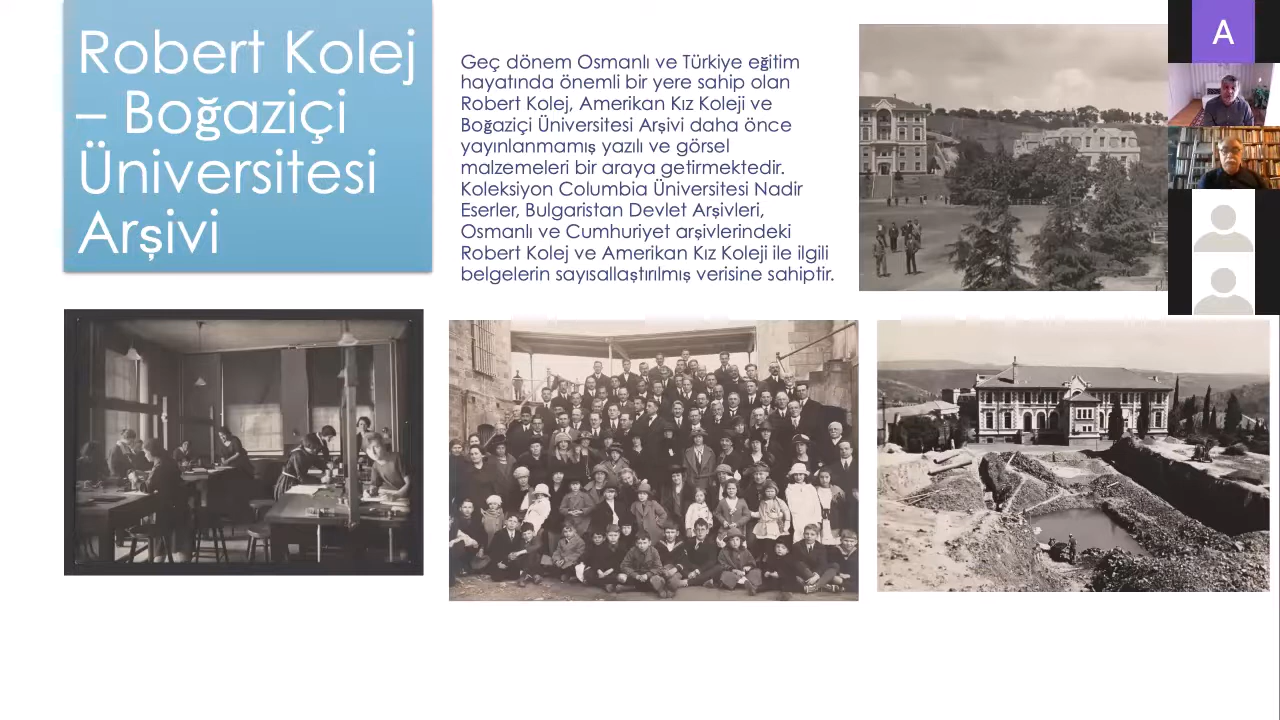 Robert Kolej
– Boğaziçi
Üniversitesi
Arşivi
Geç dönem Osmanlı ve Türkiye eğitim
hayatında önemli bir yere sahip olan
Robert Kolej, Amerikan Kız Koleji ve
Boğaziçi Üniversitesi Arşivi daha önce
yayınlanmamış yazılı ve görsel
malzemeleri bir araya getirmektedir.
Koleksiyon Columbia Üniversitesi Nadir
Eserler, Bulgaristan Devlet Arşivleri,
Osmanlı ve Cumhuriyet arşivlerindeki
Robert Kolej ve Amerikan Kız Koleji ile ilgili
belgelerin sayısallaştırılmış verisine sahiptir.
A